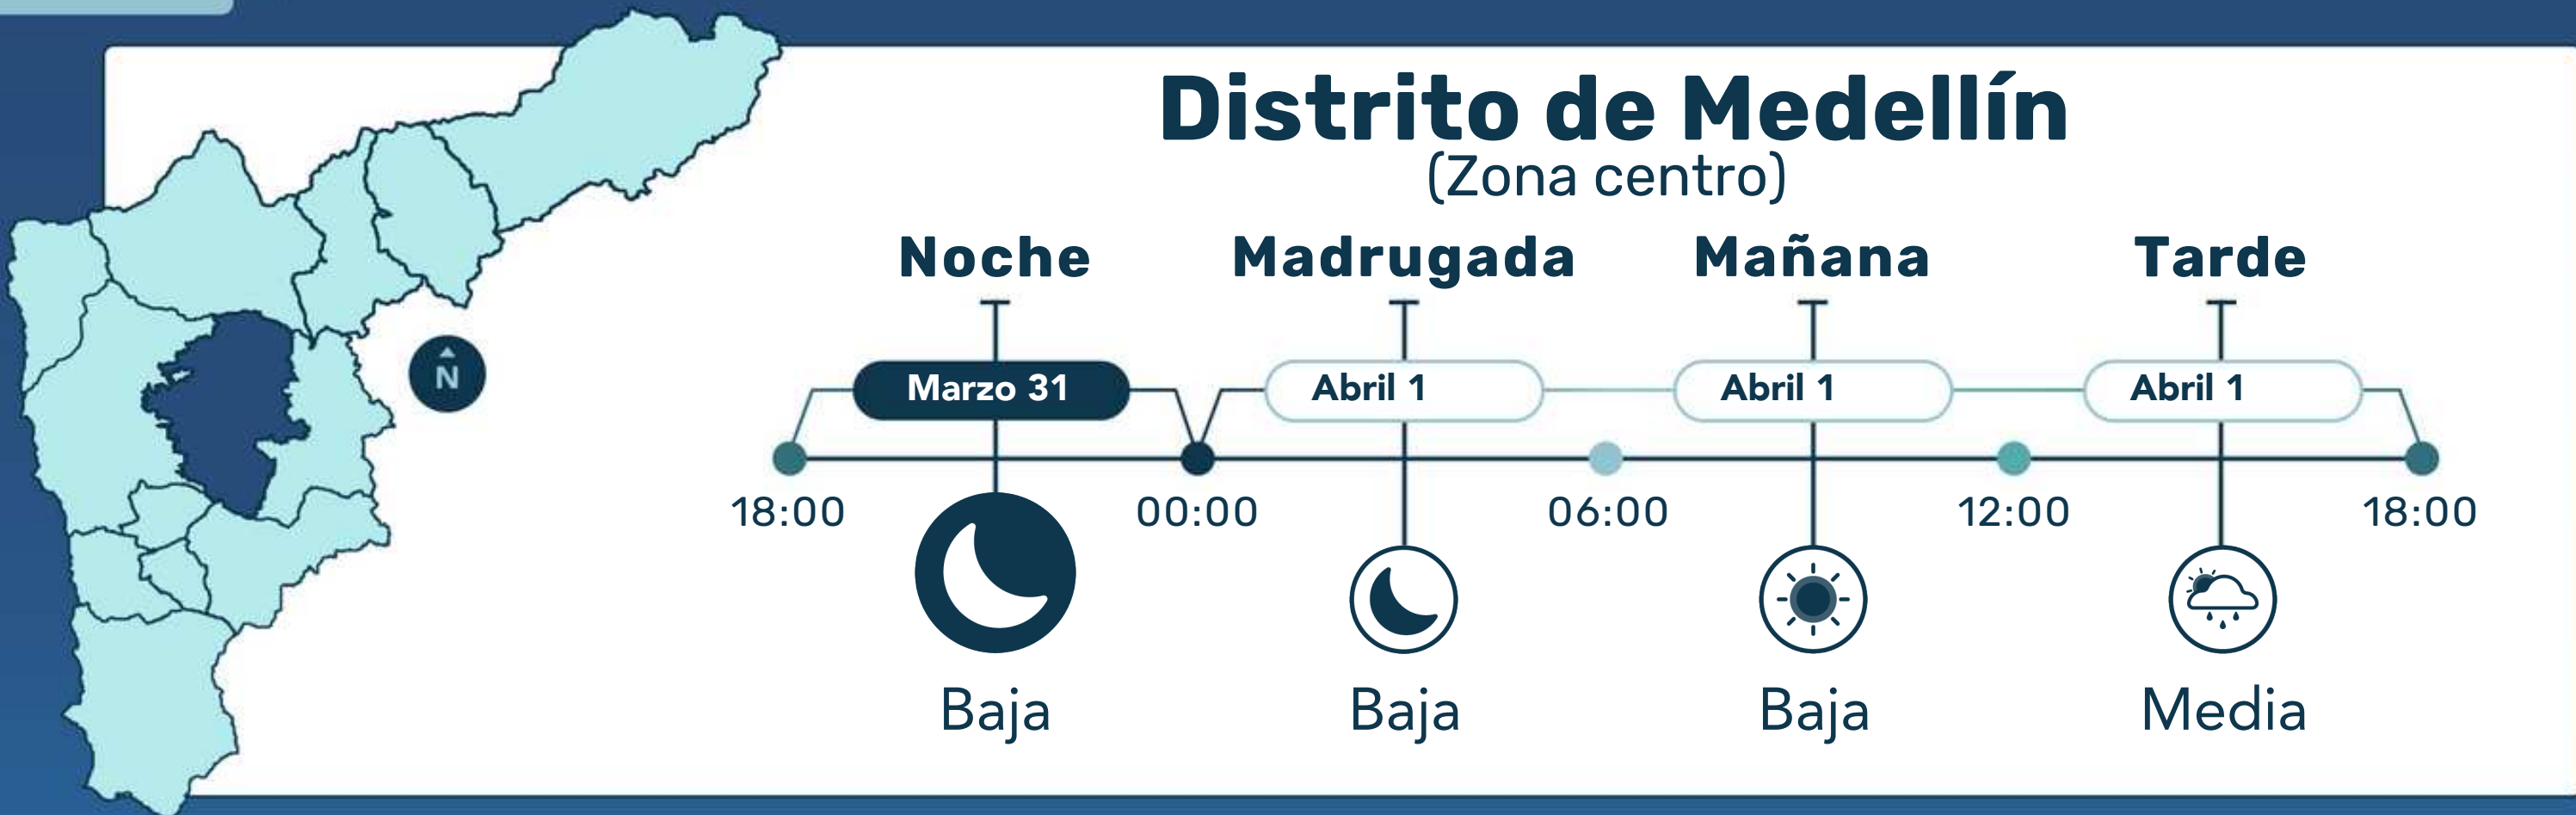 Distrito de Medellín
(Zona centro)
Noche Madrugada Mañana Tarde
N
Marzo 31 Abril 1 Abril 1 Abril 1
18:00 00:00 06:00 12:00 18:00
Baja Baja Baja Media